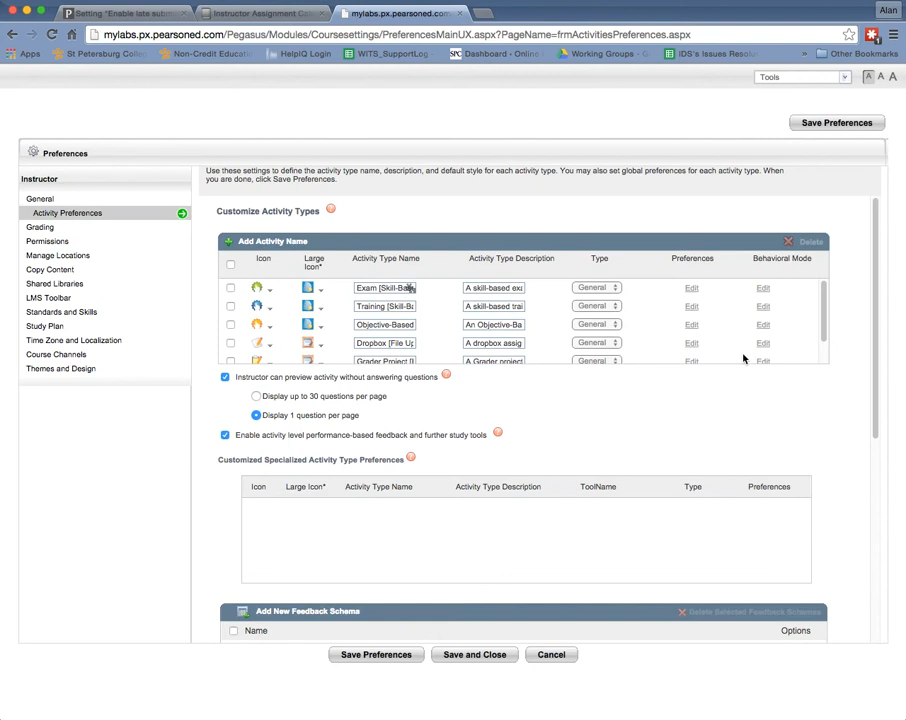 Setting "Enable late submi
Instructor Assignment Cale
mylabs.px.pearsoned.com/
Alan
mylabs.px.pearsoned.com/Pegasus/Modules/Coursesettings/PreferencesMainUX.aspx?PageName=frmActivitiesPreferences.aspx
Apps St Petersburg Colleg Non-Credit Educati HelpIQ Login WITS_SupportLog Dashboard - Online Working Groups - iDS's Issues Resolu » Other Bookmarks
Tools A A A
Save Preferences
Preferences
Instructor
General
Activity Preferences
Grading
Permissions
Manage Locations
Copy Content
Shared Libraries
LMS Toolbar
Standards and Skills
Study Plan
Time Zone and Localization
Course Channels
Themes and Design
Use these settings to define the activity type name, description, and default style for each activity type. You may also set global preferences for each activity type. When
you are done, click Save Preferences.
Customize Activity Types ?
Add Activity Name Delete
Icon Large Icon* Activity Type Name Activity Type Description Type Preferences Behavioral Mode
Exam [Skill-Ba A skill-based exa General Edit Edit
Training [Skill-Ba A skill-based trai General Edit Edit
Objective-Based An Objective-Ba General Edit Edit
Dropbox [File Up A dropbox assig General Edit Edit
Grader Project [I A Grader project General Edit Edit
Instructor can preview activity without answering questions ?
Display up to 30 questions per page
Display 1 question per page
Enable activity level performance-based feedback and further study tools ?
Customized Specialized Activity Type Preferences ?
Icon Large Icon* Activity Type Name Activity Type Description ToolName Type Preferences
Add New Feedback Schema Delete Selected Feedback Schemas
Name Options
Save Preferences Save and Close Cancel